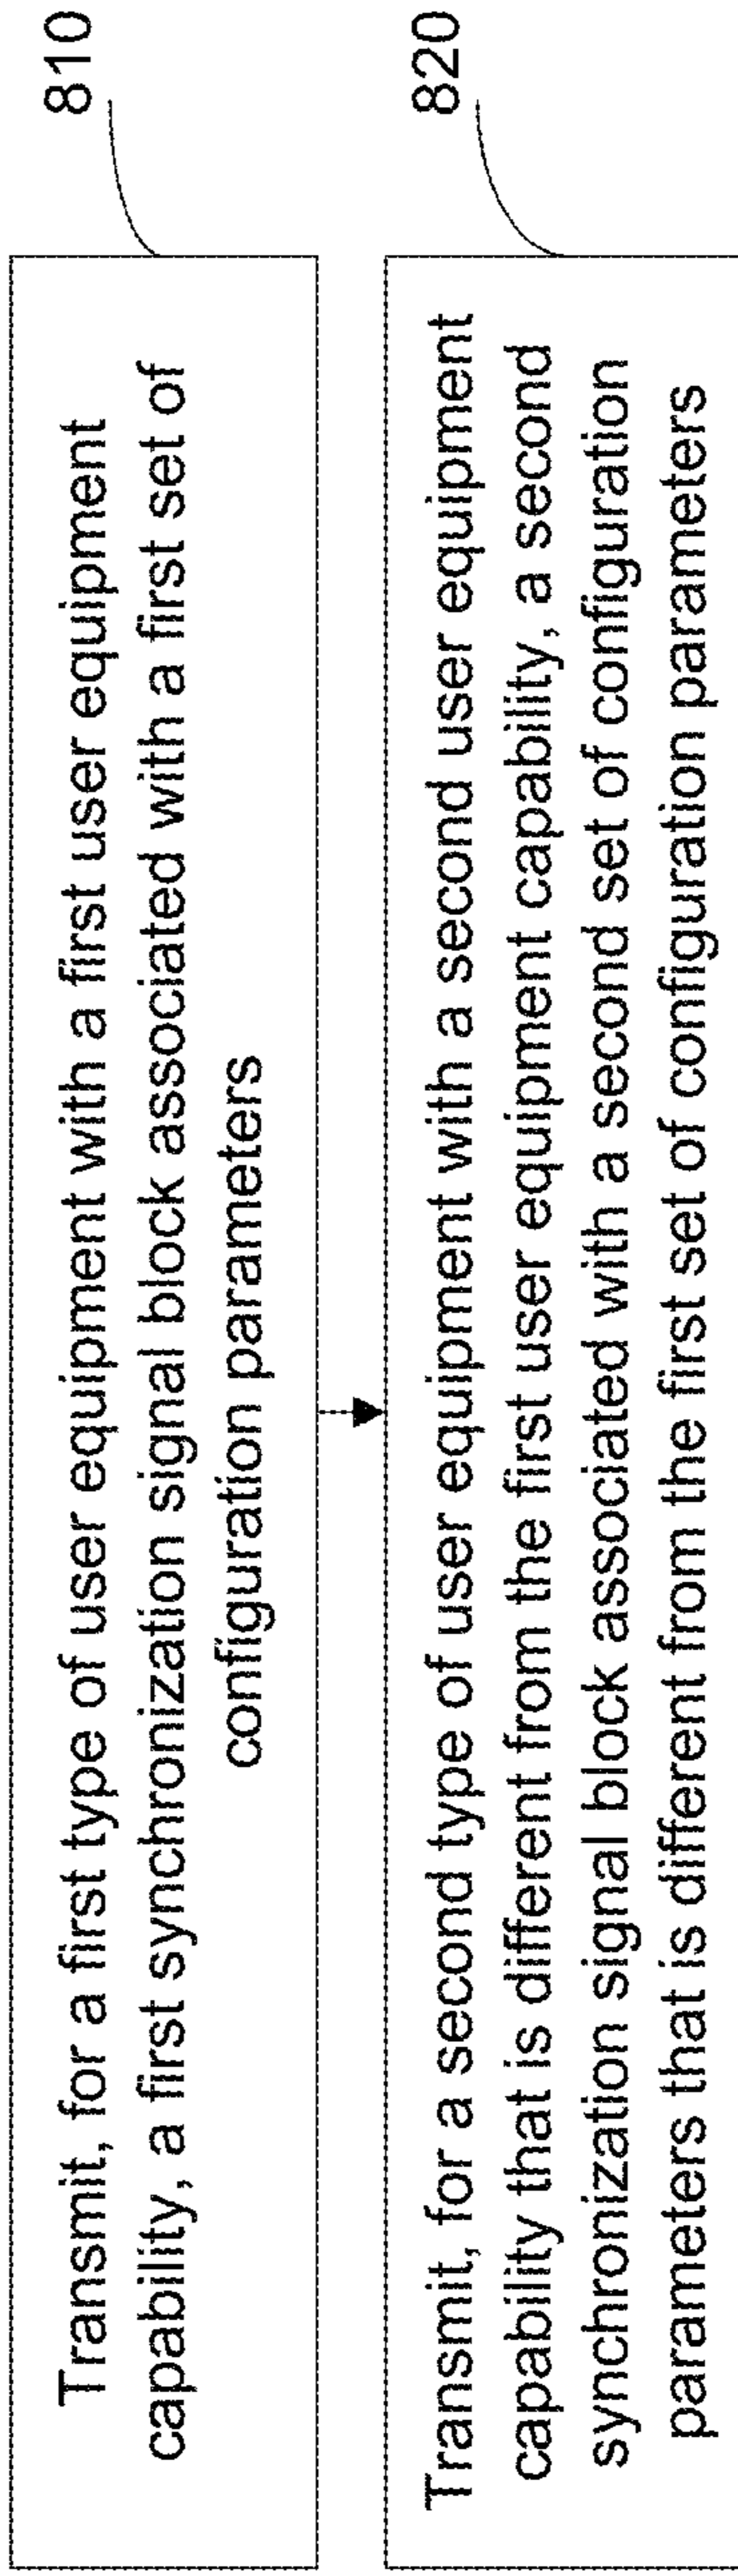 Transmit, for a first type of user equipment with a first user equipment
capability, a first synchronization signal block associated with a first set of
configuration parameters
810
Transmit, for a second type of user equipment with a second user equipment
capability that is different from the first user equipment capability, a second
synchronization signal block associated with a second set of configuration
parameters that is different from the first set of configuration parameters
820